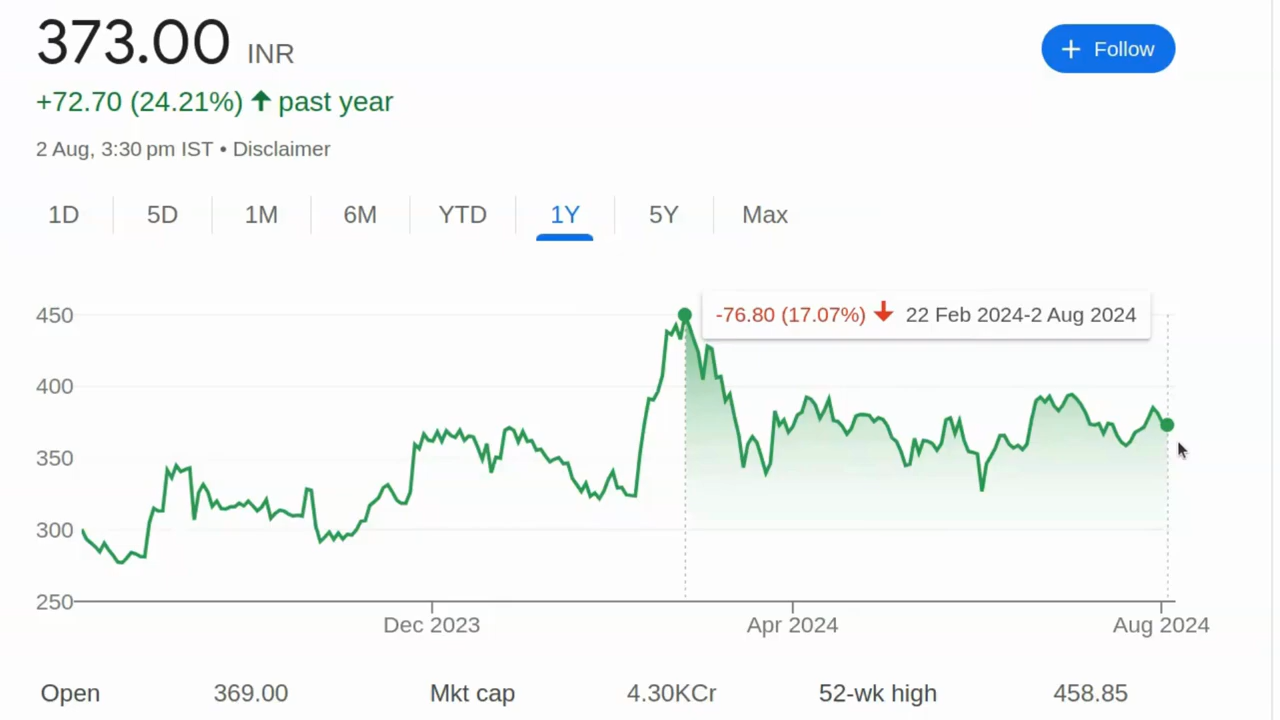 373.00 INR
+ Follow
+72.70 (24.21%) ↑ past year
2 Aug, 3:30 pm IST • Disclaimer
1D 5D 1M 6M YTD 1Y 5Y Max
-76.80 (17.07%) ↓ 22 Feb 2024-2 Aug 2024
450
400
350
300
250
Dec 2023 Apr 2024 Aug 2024
Open 369.00 Mkt cap 4.30KCr 52-wk high 458.85